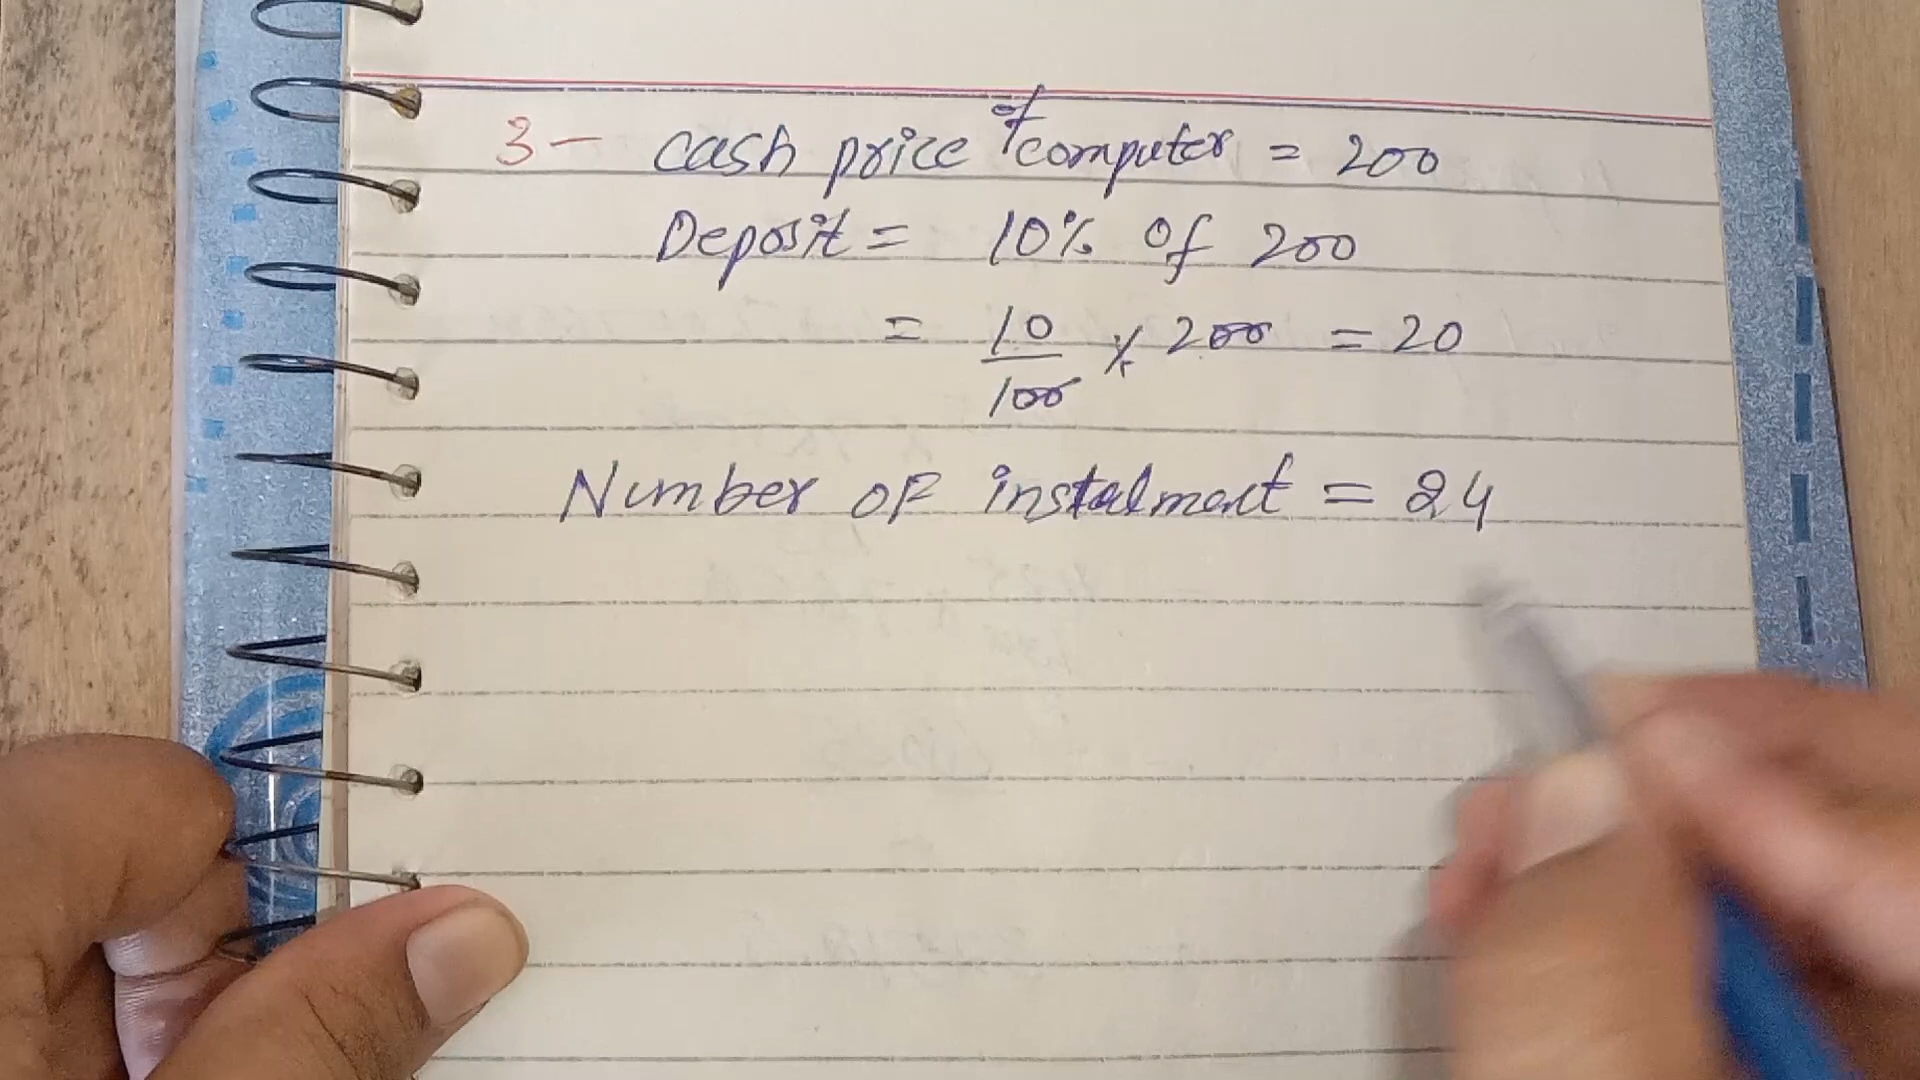 3- Cash price of computer = 200
Deposit = 10% of 200
= 10/100 × 200 = 20
Number of instalment = 24